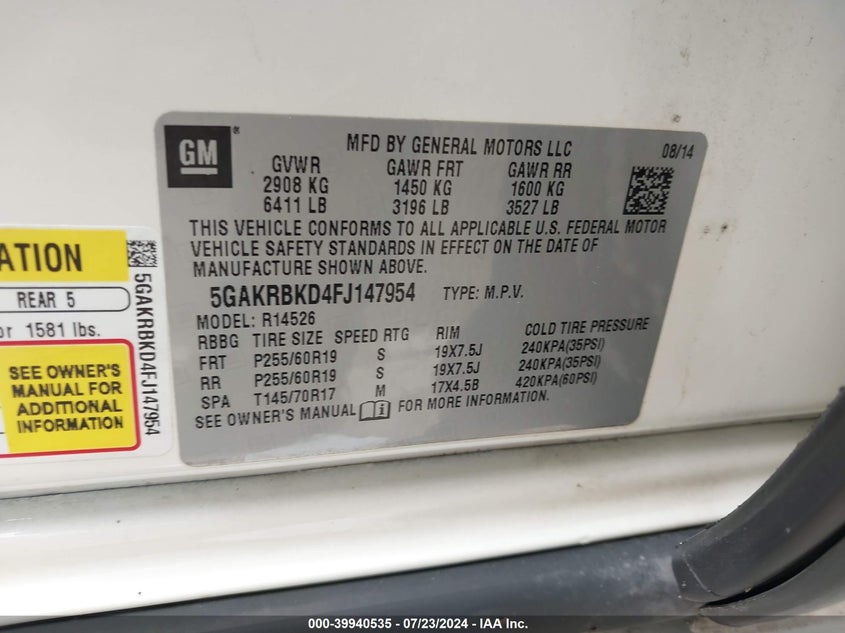 GM®
MFD BY GENERAL MOTORS LLC 08/14
GVWR GAWR FRT GAWR RR
2908 KG 1450 KG 1600 KG
6411 LB 3196 LB 3527 LB
THIS VEHICLE CONFORMS TO ALL APPLICABLE U.S. FEDERAL MOTOR
VEHICLE SAFETY STANDARDS IN EFFECT ON THE DATE OF
MANUFACTURE SHOWN ABOVE.
5GAKRBKD4FJ147954 TYPE: M.P.V.
MODEL: R14526
RBBG TIRE SIZE SPEED RTG RIM COLD TIRE PRESSURE
FRT P255/60R19 S 19X7.5J 240KPA(35PSI)
RR P255/60R19 S 19X7.5J 240KPA(35PSI)
SPA T145/70R17 M 17X4.5B 420KPA(60PSI)
SEE OWNER'S MANUAL i FOR MORE INFORMATION.
ATION
REAR 5
or 1581 lbs.
SEE OWNER'S
MANUAL FOR
ADDITIONAL
INFORMATION
5GAKRBKD4FJ147954
000-39940535 - 07/23/2024 - IAA Inc.